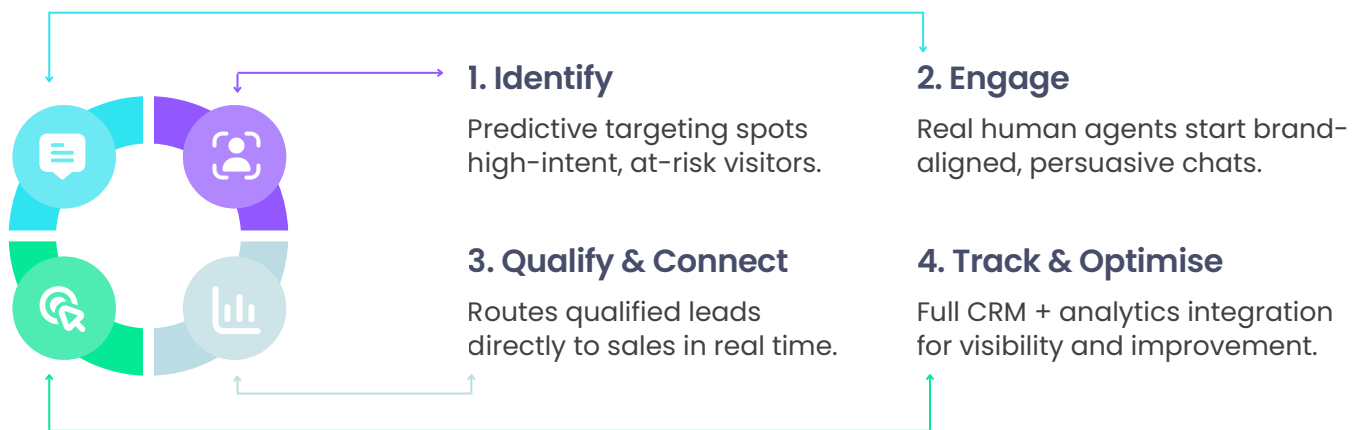 1. Identify
Predictive targeting spots
high-intent, at-risk visitors.
2. Engage
Real human agents start brand-
aligned, persuasive chats.
3. Qualify & Connect
Routes qualified leads
directly to sales in real time.
4. Track & Optimise
Full CRM + analytics integration
for visibility and improvement.